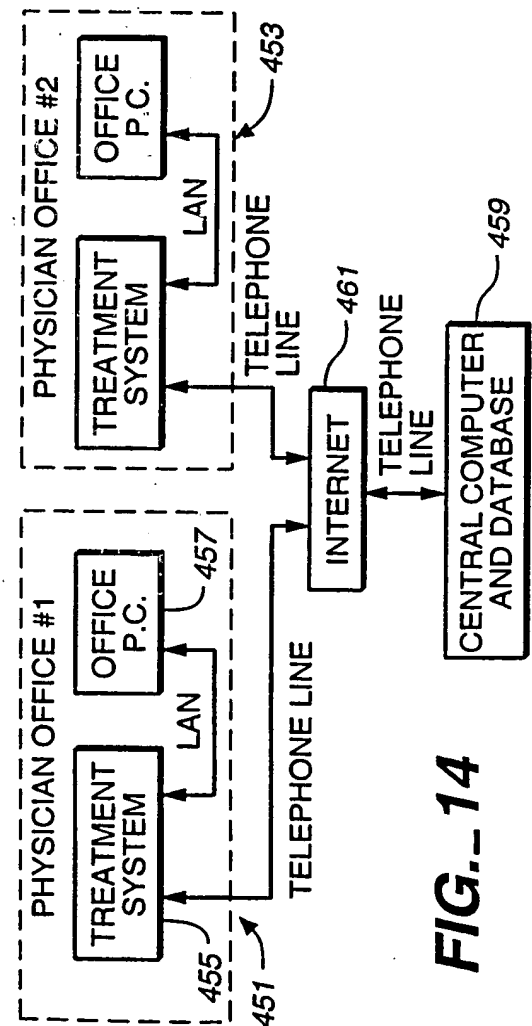 PHYSICIAN OFFICE #1
TREATMENT
SYSTEM
OFFICE
P.C.
LAN
455
457
451
PHYSICIAN OFFICE #2
TREATMENT
SYSTEM
OFFICE
P.C.
LAN
453
TELEPHONE LINE
TELEPHONE
LINE
INTERNET
461
TELEPHONE
LINE
CENTRAL COMPUTER
AND DATABASE
459
FIG._14